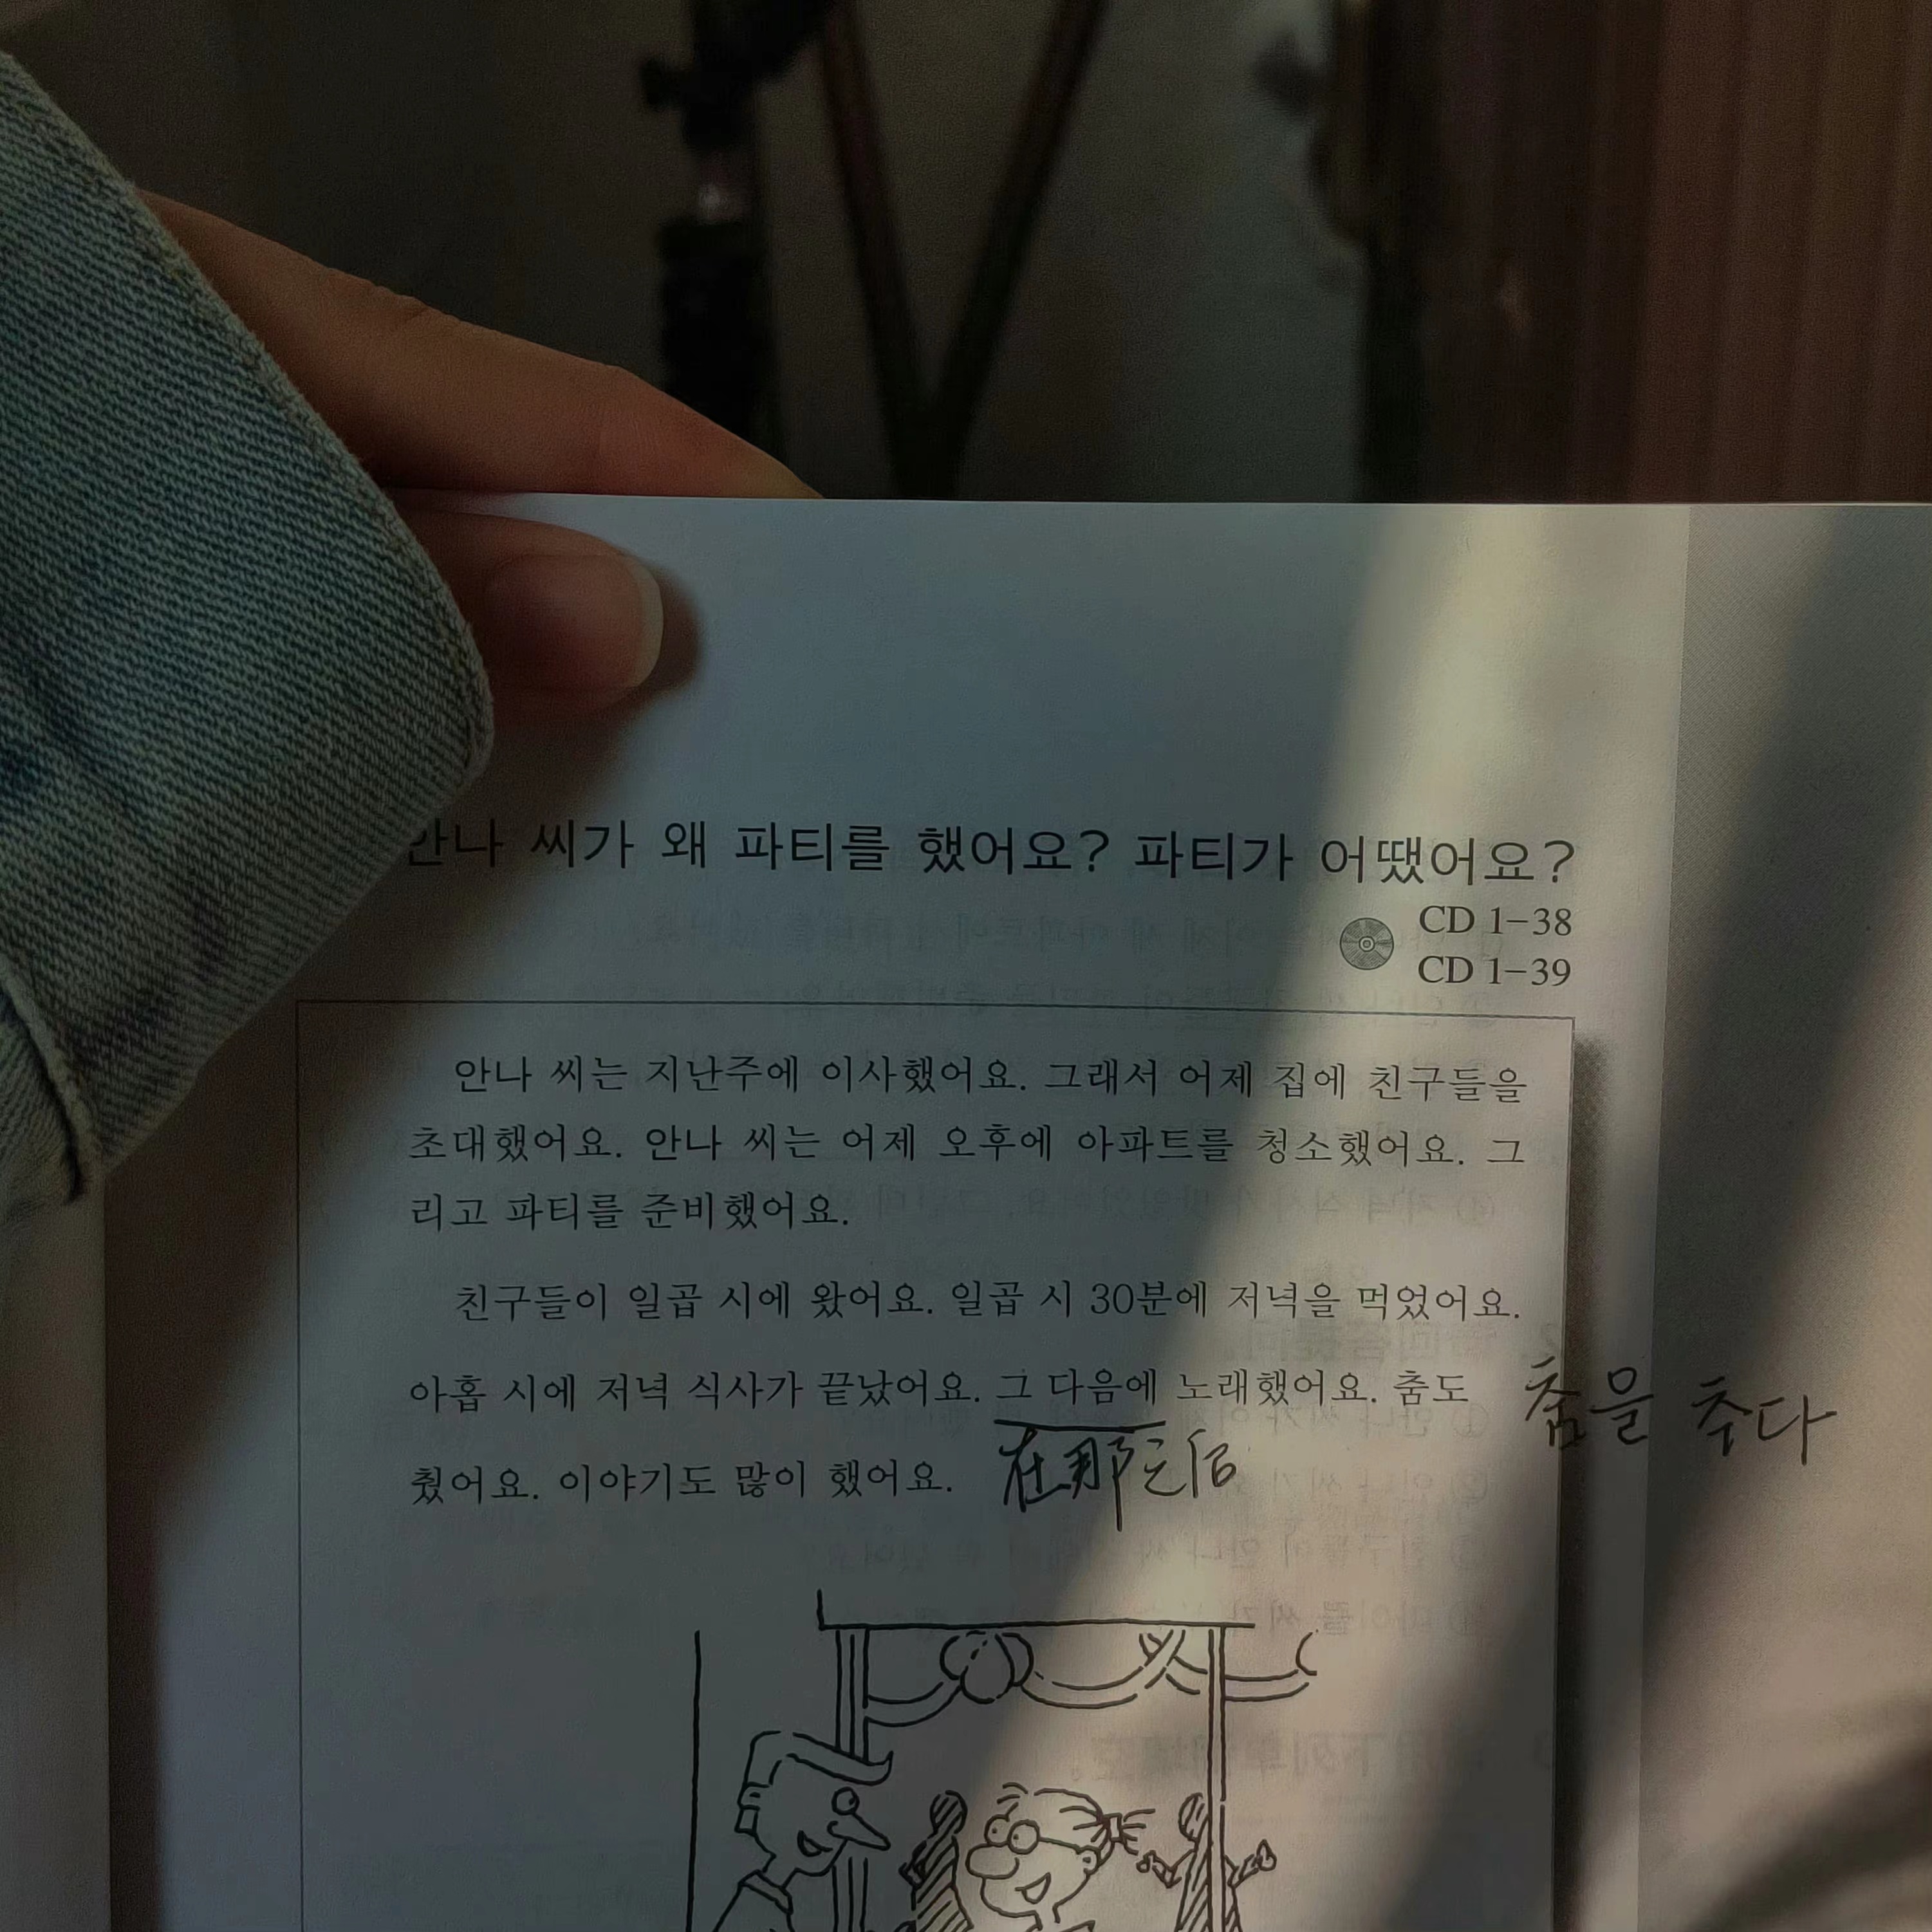 안나 씨가 왜 파티를 했어요? 파티가 어땠어요?
CD 1-38
CD 1-39
안나 씨는 지난주에 이사했어요. 그래서 어제 집에 친구들을
초대했어요. 안나 씨는 어제 오후에 아파트를 청소했어요. 그
리고 파티를 준비했어요.
친구들이 일곱 시에 왔어요. 일곱 시 30분에 저녁을 먹었어요.
아홉 시에 저녁 식사가 끝났어요. 그 다음에 노래했어요. 춤도
춤을 추다
췄어요. 이야기도 많이 했어요.
在那之后